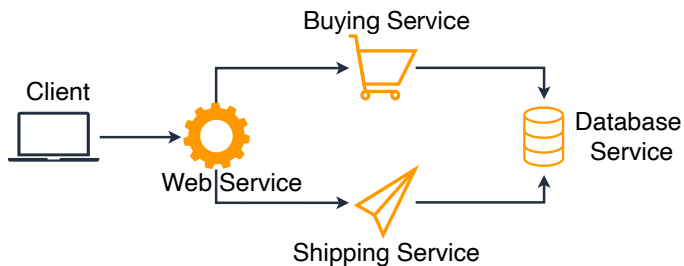 Buying Service
Client
Database
Service
Web Service
Shipping Service